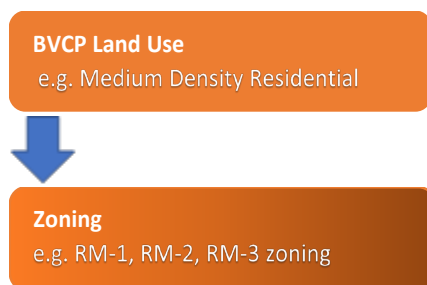 BVCP Land Use
e.g. Medium Density Residential
Zoning
e.g. RM-1, RM-2, RM-3 zoning